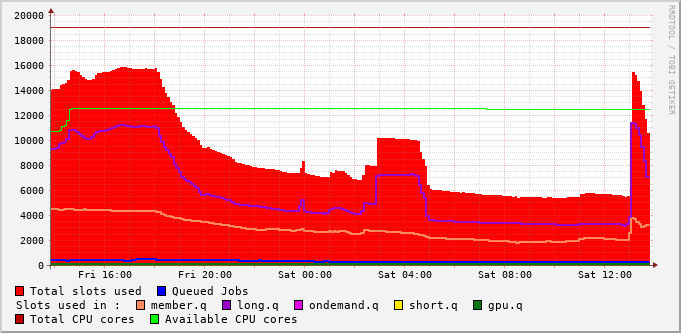 20000
18000
16000
14000
12000
10000
8000
6000
4000
2000
0
Fri 16:00 Fri 20:00 Sat 00:00 Sat 04:00 Sat 08:00 Sat 12:00
Total slots used Queued Jobs
Slots used in : member.q long.q ondemand.q short.q gpu.q
Total CPU cores Available CPU cores
RRDTOOL / TOBI OETIKER